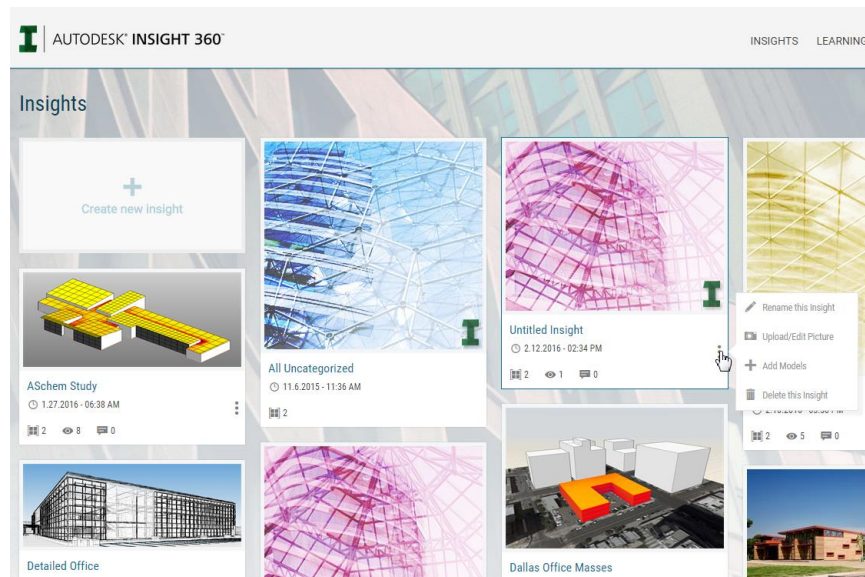 AUTODESK® INSIGHT 360™
INSIGHTS LEARNING
Insights
Create new insight
ASchem Study
1.27.2016 - 06:38 AM
2 8 0
Detailed Office
All Uncategorized
11.6.2015 - 11:36 AM
2
Untitled Insight
2.12.2016 - 02:34 PM
2 1 0
Dallas Office Masses
Rename this Insight
Upload/Edit Picture
Add Models
Delete this Insight
2 5 0